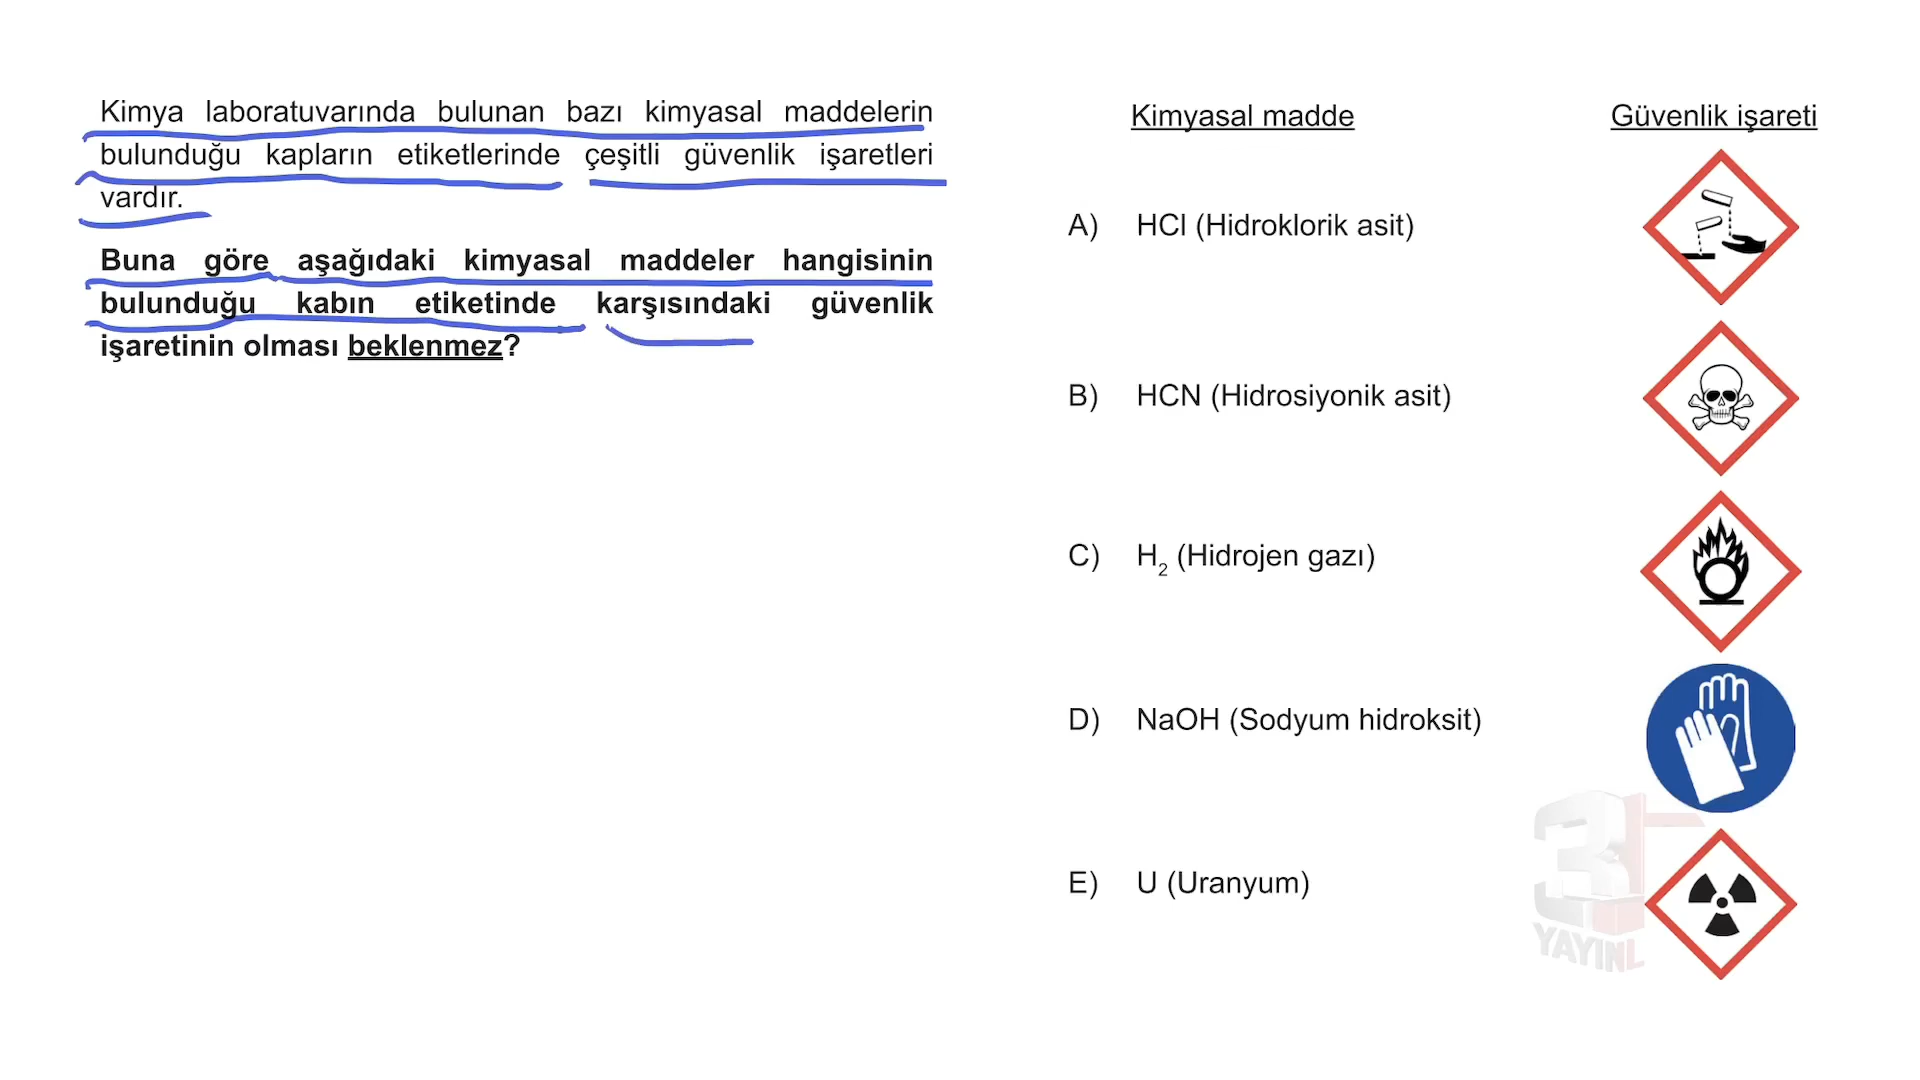 Kimya laboratuvarında bulunan bazı kimyasal maddelerin
bulunduğu kapların etiketlerinde çeşitli güvenlik işaretleri
vardır.
Buna göre aşağıdaki kimyasal maddeler hangisinin
bulunduğu kabın etiketinde karşısındaki güvenlik
işaretinin olması beklenmez?
Kimyasal madde Güvenlik işareti
A) HCl (Hidroklorik asit)
B) HCN (Hidrosiyonik asit)
C) H₂ (Hidrojen gazı)
D) NaOH (Sodyum hidroksit)
E) U (Uranyum)
3
YAYINL